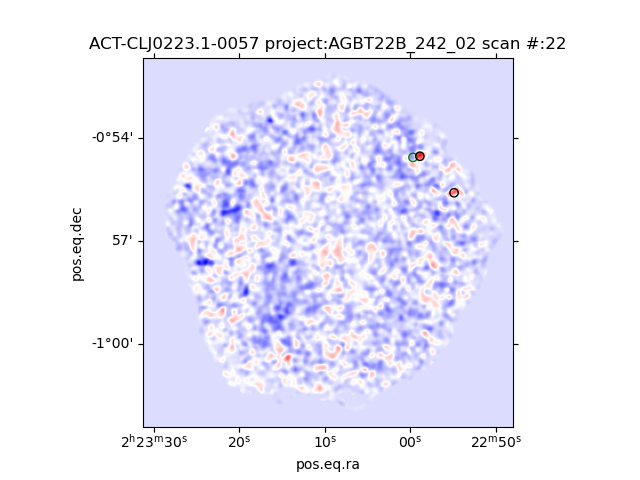 ACT-CLJ0223.1-0057 project:AGBT22B_242_02 scan #:22
-0°54'
57'
-1°00'
pos.eq.dec
2ʰ23ᵐ30ˢ 20ˢ 10ˢ 00ˢ 22ᵐ50ˢ
pos.eq.ra